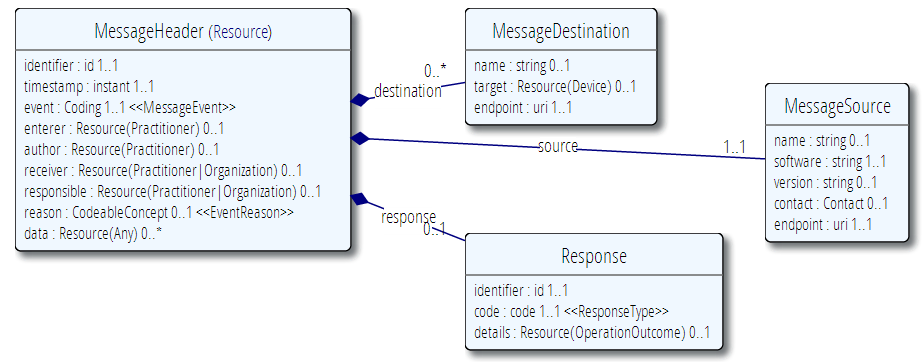 MessageHeader (Resource)
identifier : id 1..1
timestamp : instant 1..1
event : Coding 1..1 <<MessageEvent>>
enterer : Resource(Practitioner) 0..1
author : Resource(Practitioner) 0..1
receiver : Resource(Practitioner|Organization) 0..1
responsible : Resource(Practitioner|Organization) 0..1
reason : CodeableConcept 0..1 <<EventReason>>
data : Resource(Any) 0..*
0..*
destination
MessageDestination
name : string 0..1
target : Resource(Device) 0..1
endpoint : uri 1..1
source
1..1
MessageSource
name : string 0..1
software : string 1..1
version : string 0..1
contact : Contact 0..1
endpoint : uri 1..1
response
0..1
Response
identifier : id 1..1
code : code 1..1 <<ResponseType>>
details : Resource(OperationOutcome) 0..1